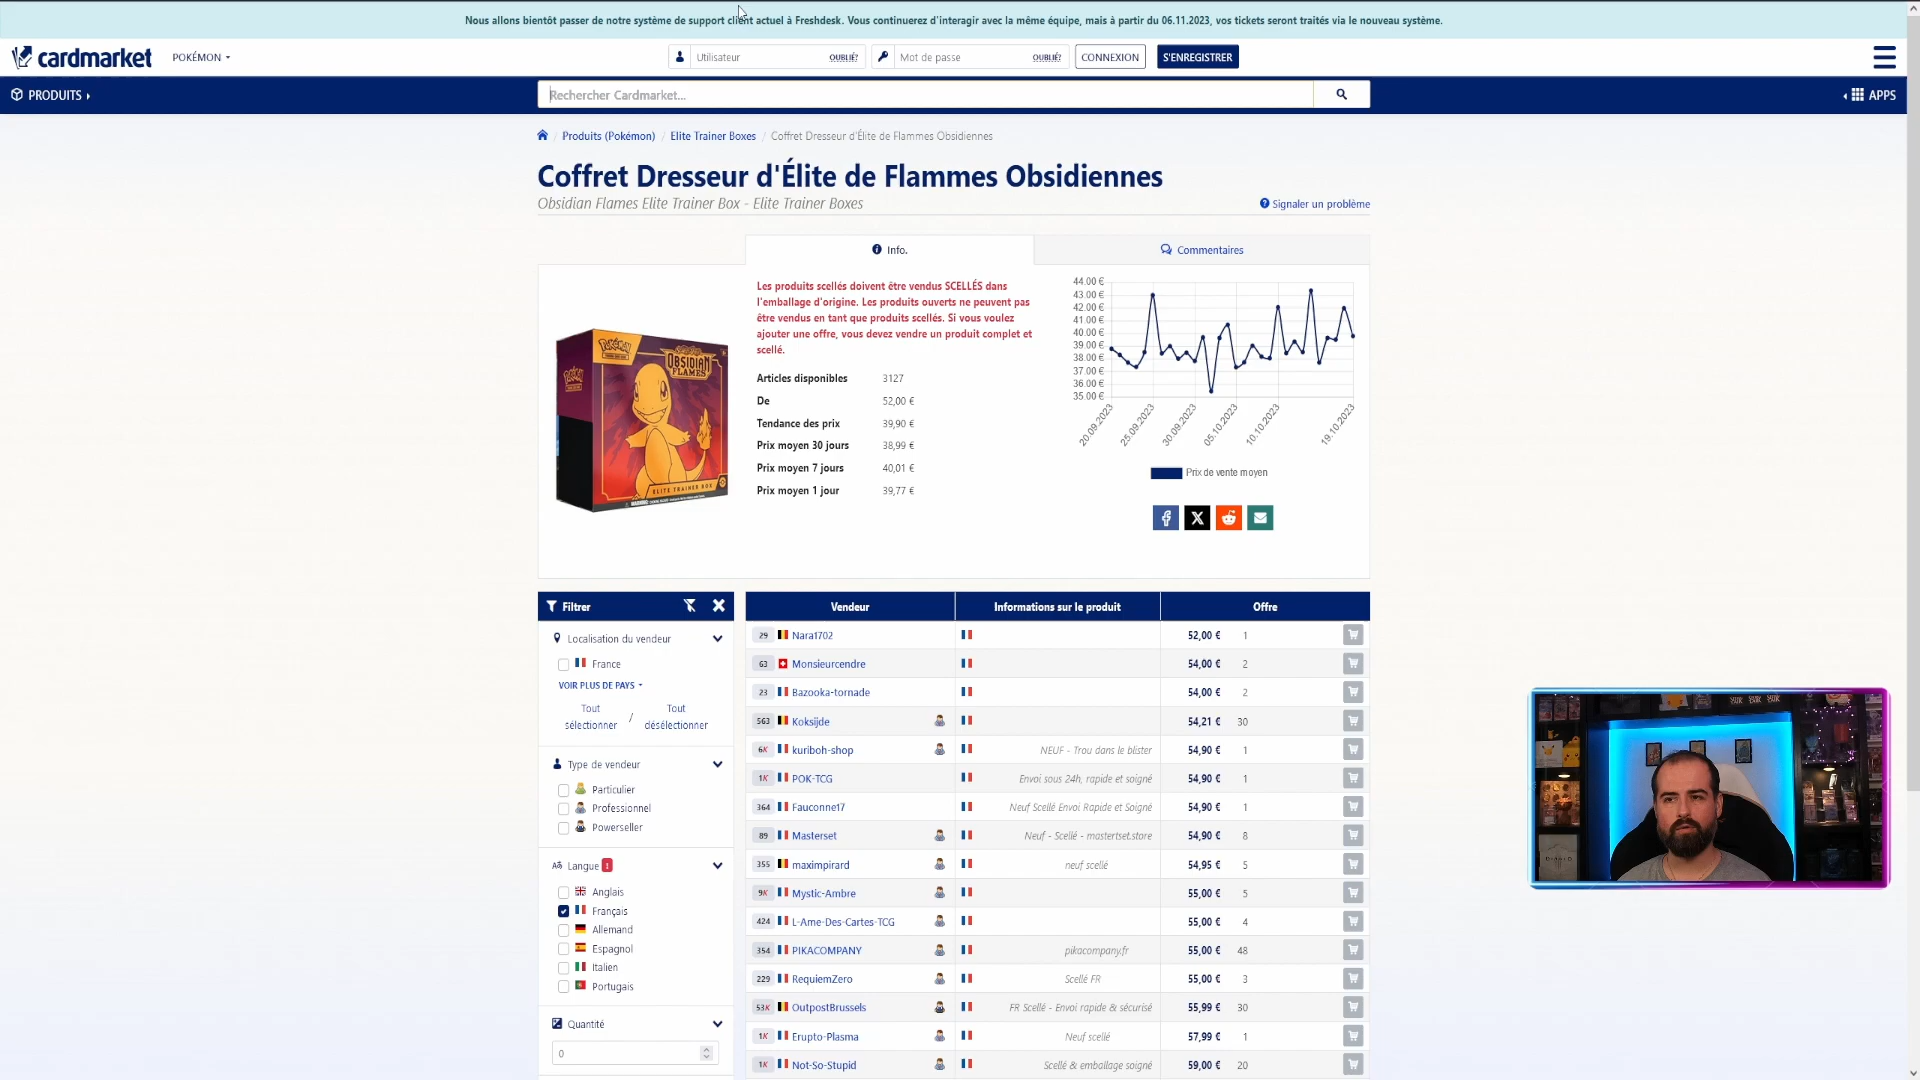 Nous allons bientôt passer de notre système de support client actuel à Freshdesk. Vous continuerez d'interagir avec la même équipe, mais à partir du 06.11.2023, vos tickets seront traités via le nouveau système.
cardmarket POKÉMON Utilisateur OUBLIÉ? Mot de passe OUBLIÉ? CONNEXION S'ENREGISTRER
PRODUITS Rechercher Cardmarket... APPS
Produits (Pokémon) / Elite Trainer Boxes / Coffret Dresseur d'Élite de Flammes Obsidiennes
Coffret Dresseur d'Élite de Flammes Obsidiennes
Obsidian Flames Elite Trainer Box - Elite Trainer Boxes
Signaler un problème
Info.
Commentaires
Les produits scellés doivent être vendus SCELLÉS dans
l'emballage d'origine. Les produits ouverts ne peuvent pas
être vendus en tant que produits scellés. Si vous voulez
ajouter une offre, vous devez vendre un produit complet et
scellé.
Articles disponibles 3127
De 52,00 €
Tendance des prix 39,90 €
Prix moyen 30 jours 38,99 €
Prix moyen 7 jours 40,01 €
Prix moyen 1 jour 39,77 €
Pokémon
OBSIDIAN
FLAMES
ELITE TRAINER BOX
44.00 €
43.00 €
42.00 €
41.00 €
40.00 €
39.00 €
38.00 €
37.00 €
36.00 €
35.00 €
20.09.2023
25.09.2023
30.09.2023
05.10.2023
10.10.2023
19.10.2023
Prix de vente moyen
Filtrer
Localisation du vendeur
France
VOIR PLUS DE PAYS
Tout
sélectionner
/
Tout
désélectionner
Type de vendeur
Particulier
Professionnel
Powerseller
Langue 1
Anglais
Français
Allemand
Espagnol
Italien
Portugais
Quantité
0
Vendeur Informations sur le produit Offre
29 Nara1702 52,00 € 1
63 Monsieurcendre 54,00 € 2
23 Bazooka-tornade 54,00 € 2
563 Koksijde 54,21 € 30
6K kuriboh-shop NEUF - Trou dans le blister 54,90 € 1
1K POK-TCG Envoi sous 24h, rapide et soigné 54,90 € 1
364 Fauconne17 Neuf Scellé Envoi Rapide et Soigné 54,90 € 1
89 Masterset Neuf - Scellé - mastertset.store 54,90 € 8
355 maximpirard neuf scellé 54,95 € 5
9K Mystic-Ambre 55,00 € 5
424 L-Ame-Des-Cartes-TCG 55,00 € 4
354 PIKACOMPANY pikacompany.fr 55,00 € 48
229 RequiemZero Scellé FR 55,00 € 3
53K OutpostBrussels FR Scellé - Envoi rapide & sécurisé 55,99 € 30
1K Erupto-Plasma Neuf scellé 57,99 € 1
1K Not-So-Stupid Scellé & emballage soigné 59,00 € 20